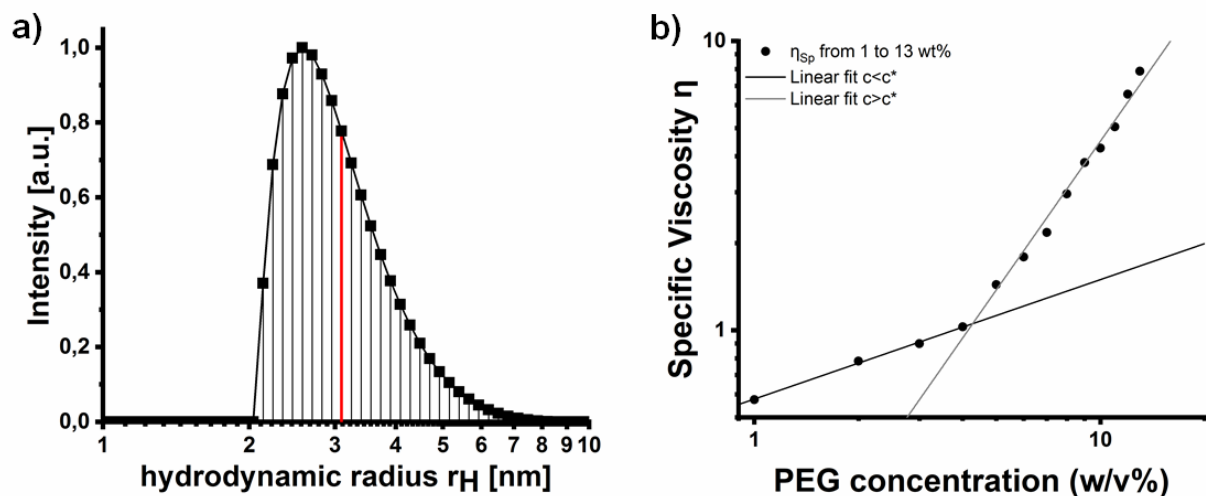 a)
1,0
0,8
0,6
0,4
0,2
0,0
Intensity [a.u.]
1 2 3 4 5 6 7 8 9 10
hydrodynamic radius rH [nm]
b)
10
1
Specific Viscosity η
ηSp from 1 to 13 wt%
Linear fit c<c*
Linear fit c>c*
1 10
PEG concentration (w/v%)